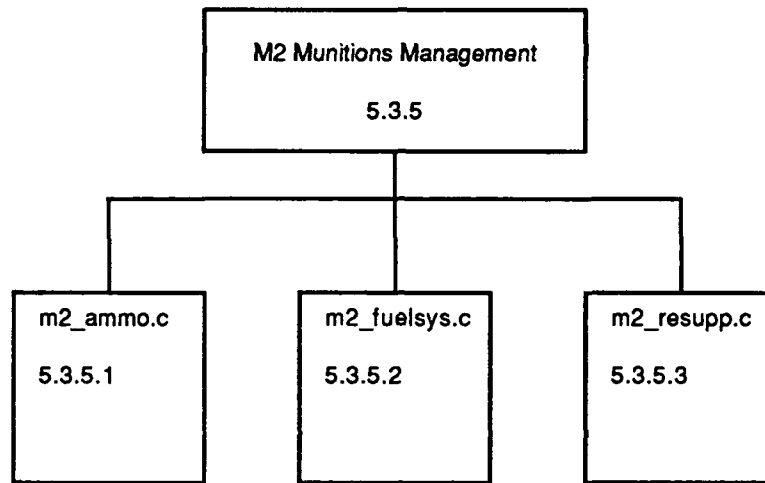 M2 Munitions Management
5.3.5
m2_ammo.c
5.3.5.1
m2_fuelsys.c
5.3.5.2
m2_resupp.c
5.3.5.3